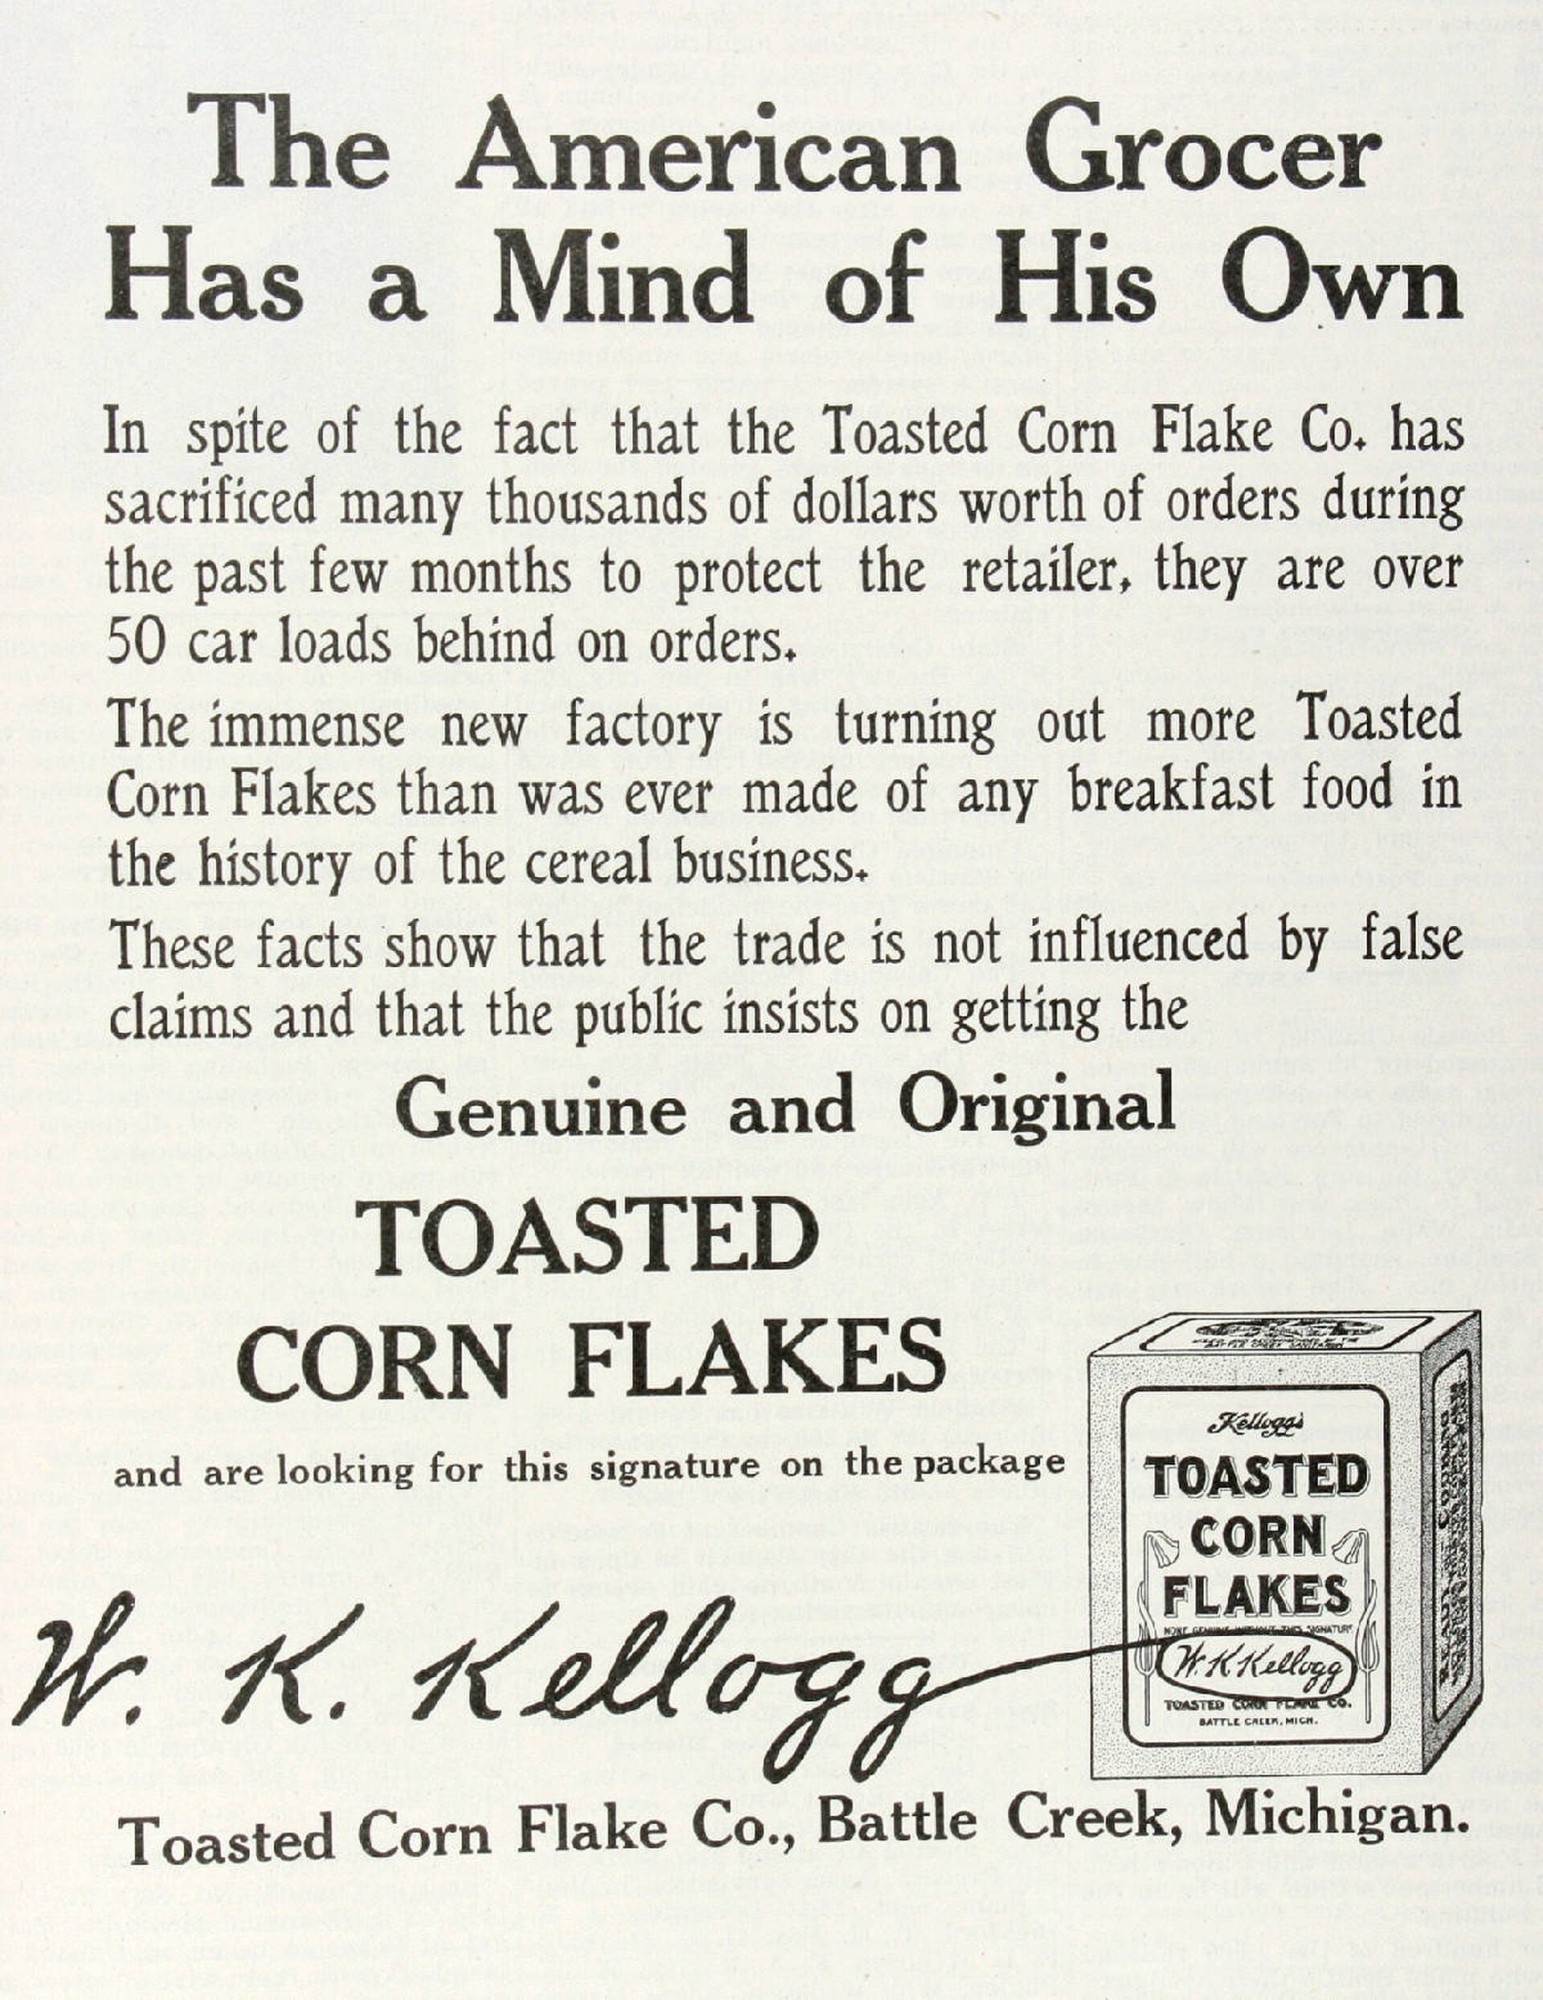 The American Grocer
Has a Mind of His Own
In spite of the fact that the Toasted Corn Flake Co. has
sacrificed many thousands of dollars worth of orders during
the past few months to protect the retailer, they are over
50 car loads behind on orders.
The immense new factory is turning out more Toasted
Corn Flakes than was ever made of any breakfast food in
the history of the cereal business.
These facts show that the trade is not influenced by false
claims and that the public insists on getting the
Genuine and Original
TOASTED
CORN FLAKES
and are looking for this signature on the package
W. K. Kellogg
Kellogg's
TOASTED
CORN
FLAKES
NONE GENUINE WITHOUT THIS SIGNATURE
W. K. Kellogg
TOASTED CORN FLAKE CO.
BATTLE CREEK, MICH.
Toasted Corn Flake Co., Battle Creek, Michigan.